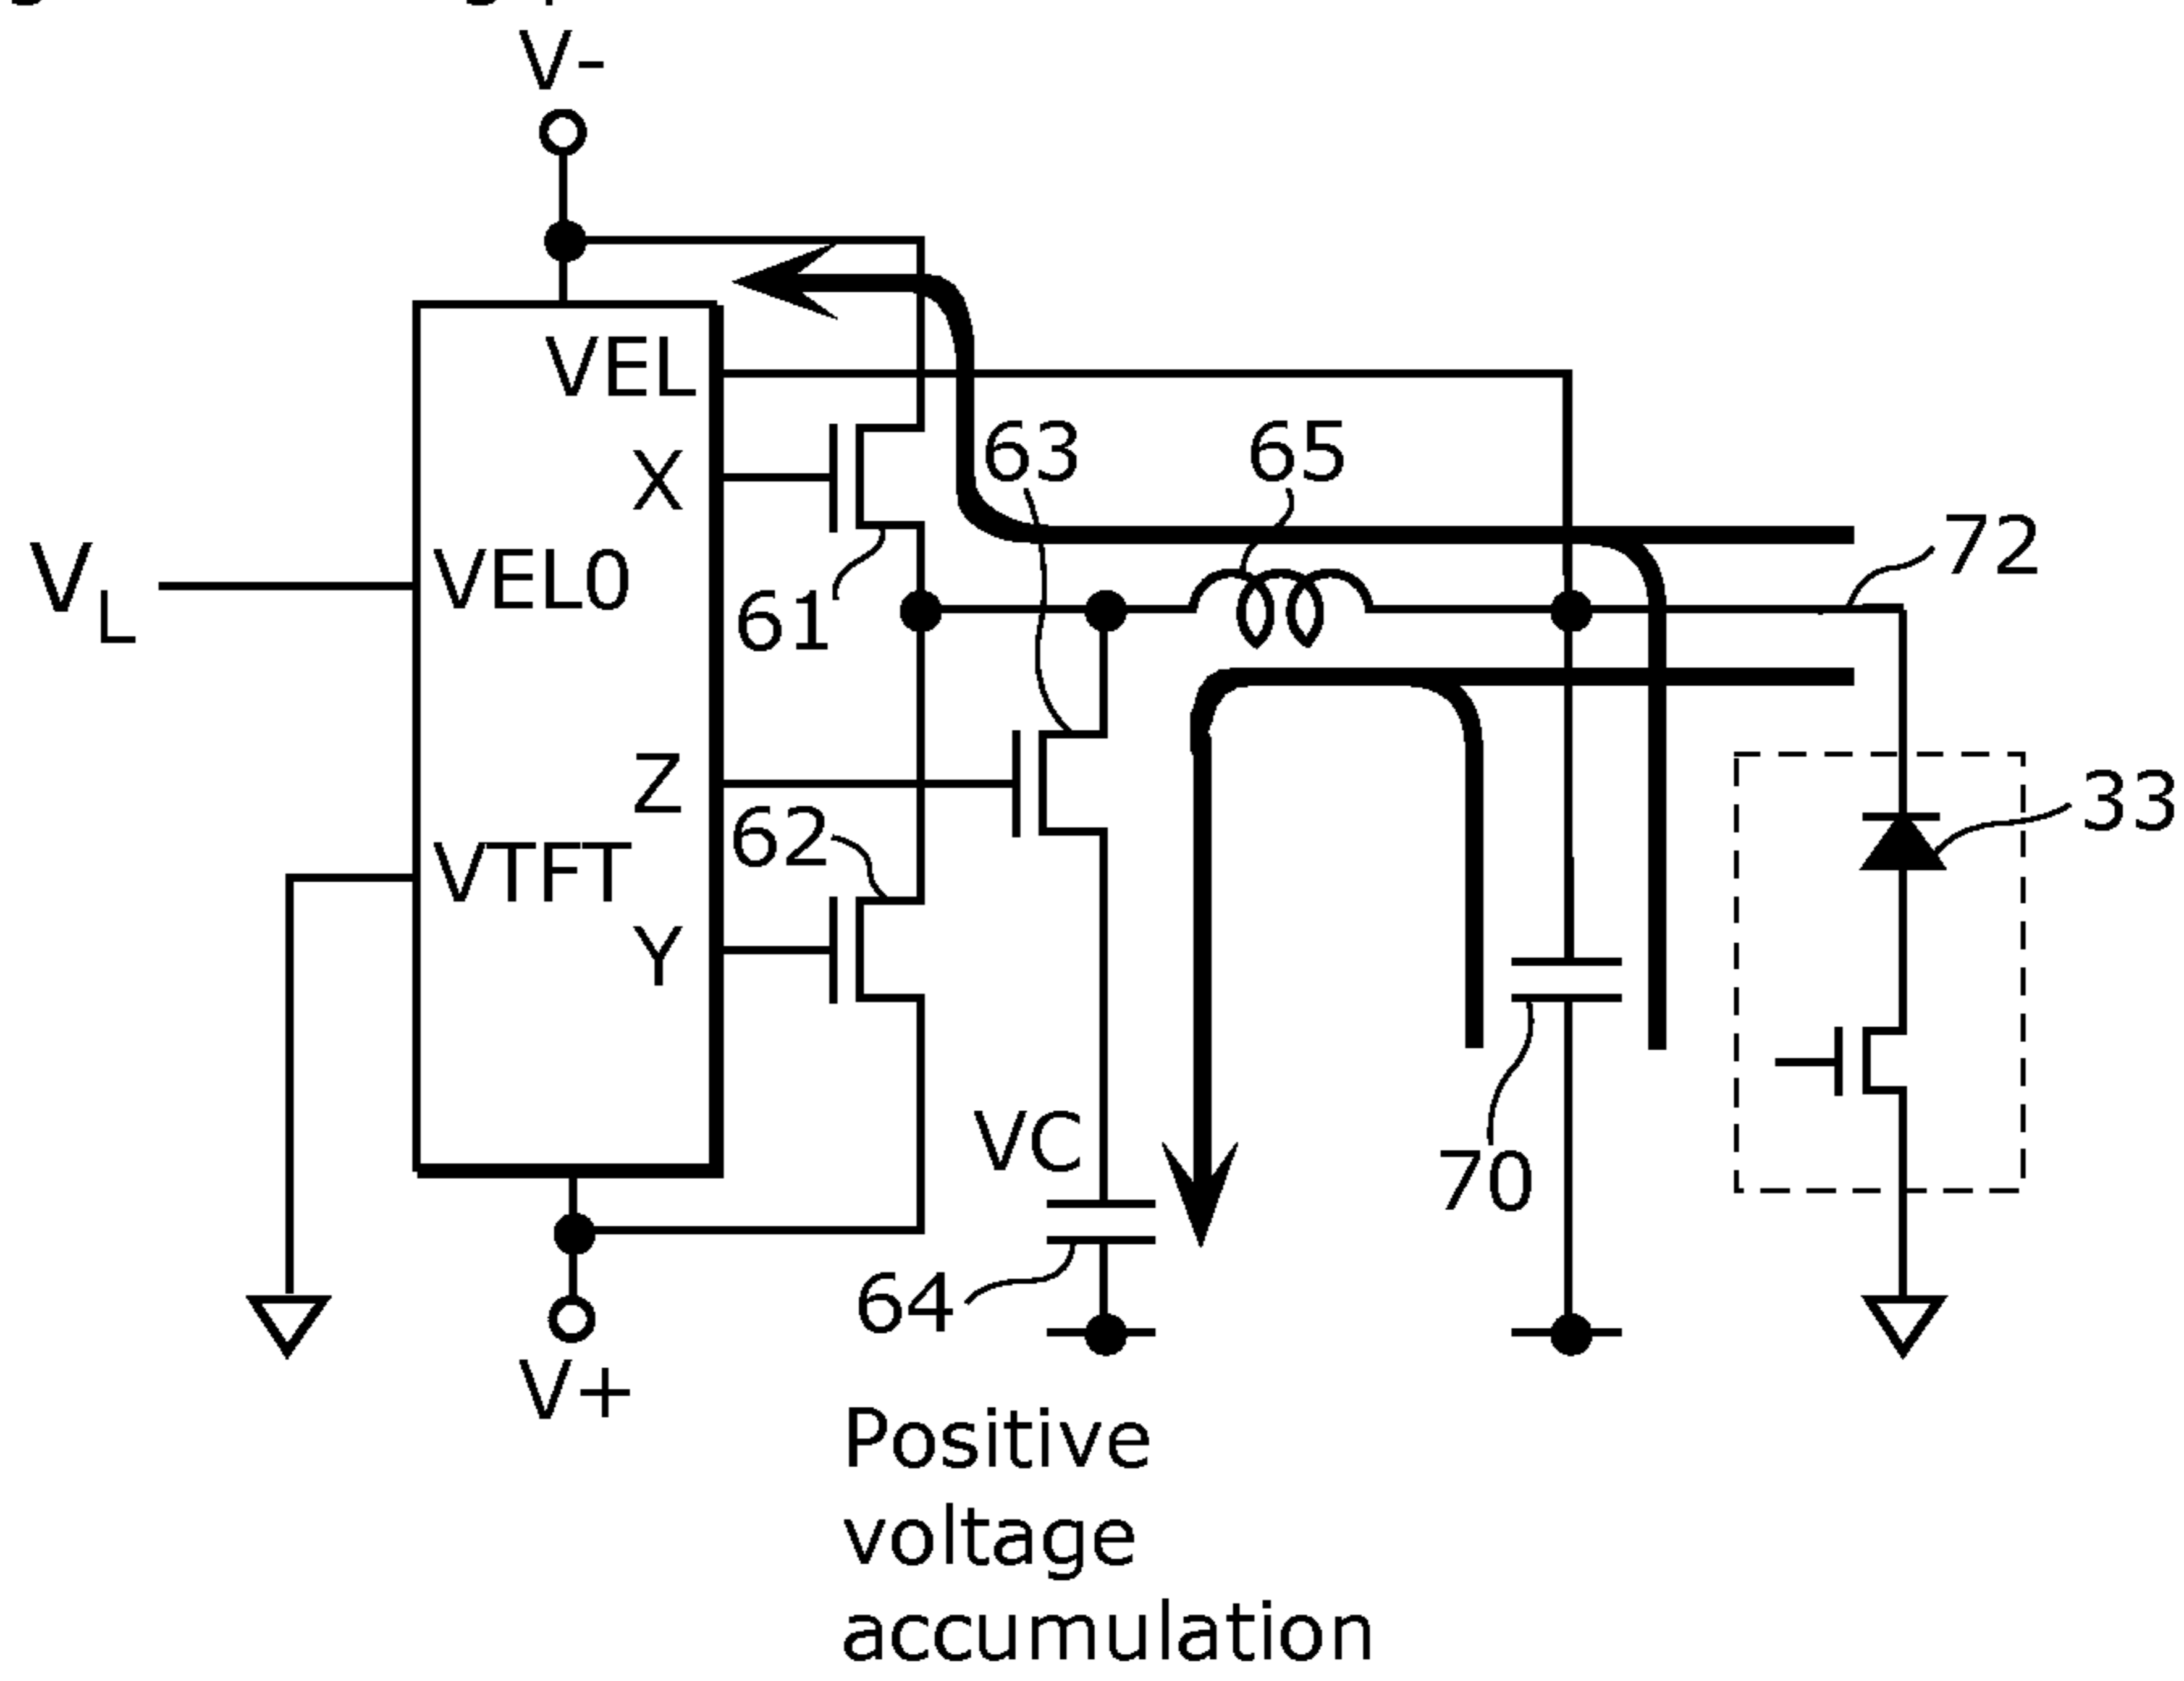 V-
VEL
X
63
65
72
VL
VEL0
61
Z
62
33
VTFT
Y
VC
70
64
V+
Positive
voltage
accumulation